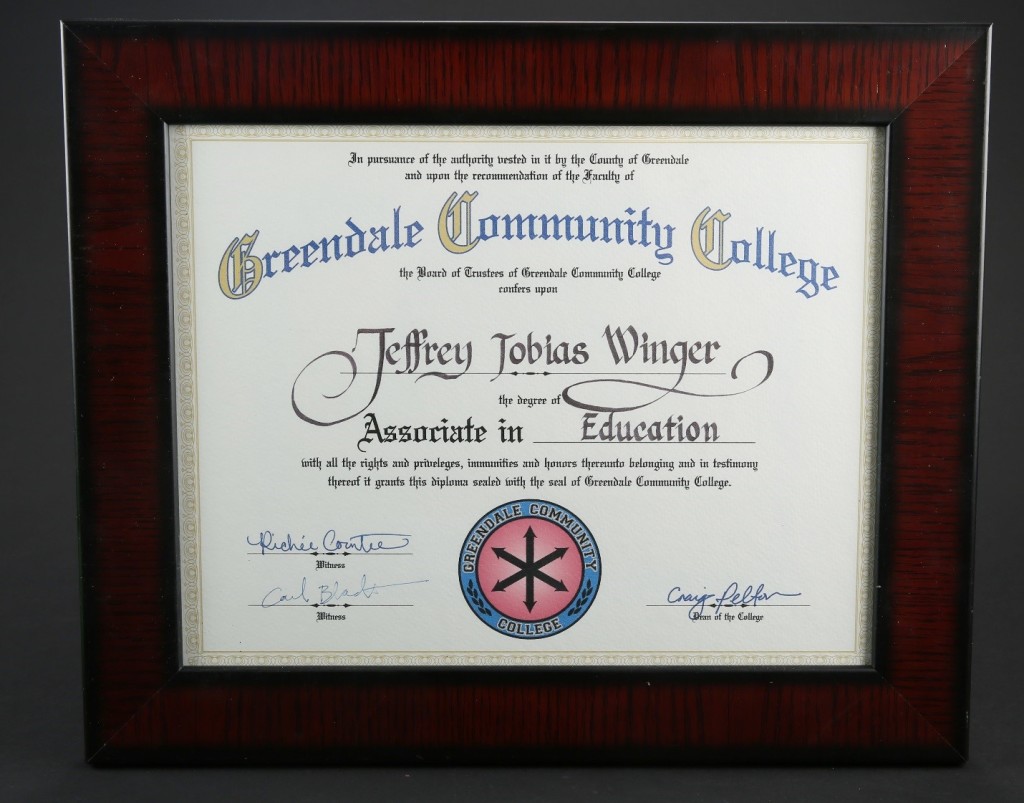 In pursuance of the authority vested in it by the County of Greendale
and upon the recommendation of the Faculty of
Greendale Community College
the Board of Trustees of Greendale Community College
confers upon
Jeffrey Tobias Winger
the degree of
Associate in Education
with all the rights and priveleges, immunities and honors thereunto belonging and in testimony
thereof it grants this diploma sealed with the seal of Greendale Community College.
Richie Countee
Witness
Carl Bladt
Witness
GREENDALE COMMUNITY
COLLEGE
Craig Pelton
Dean of the College